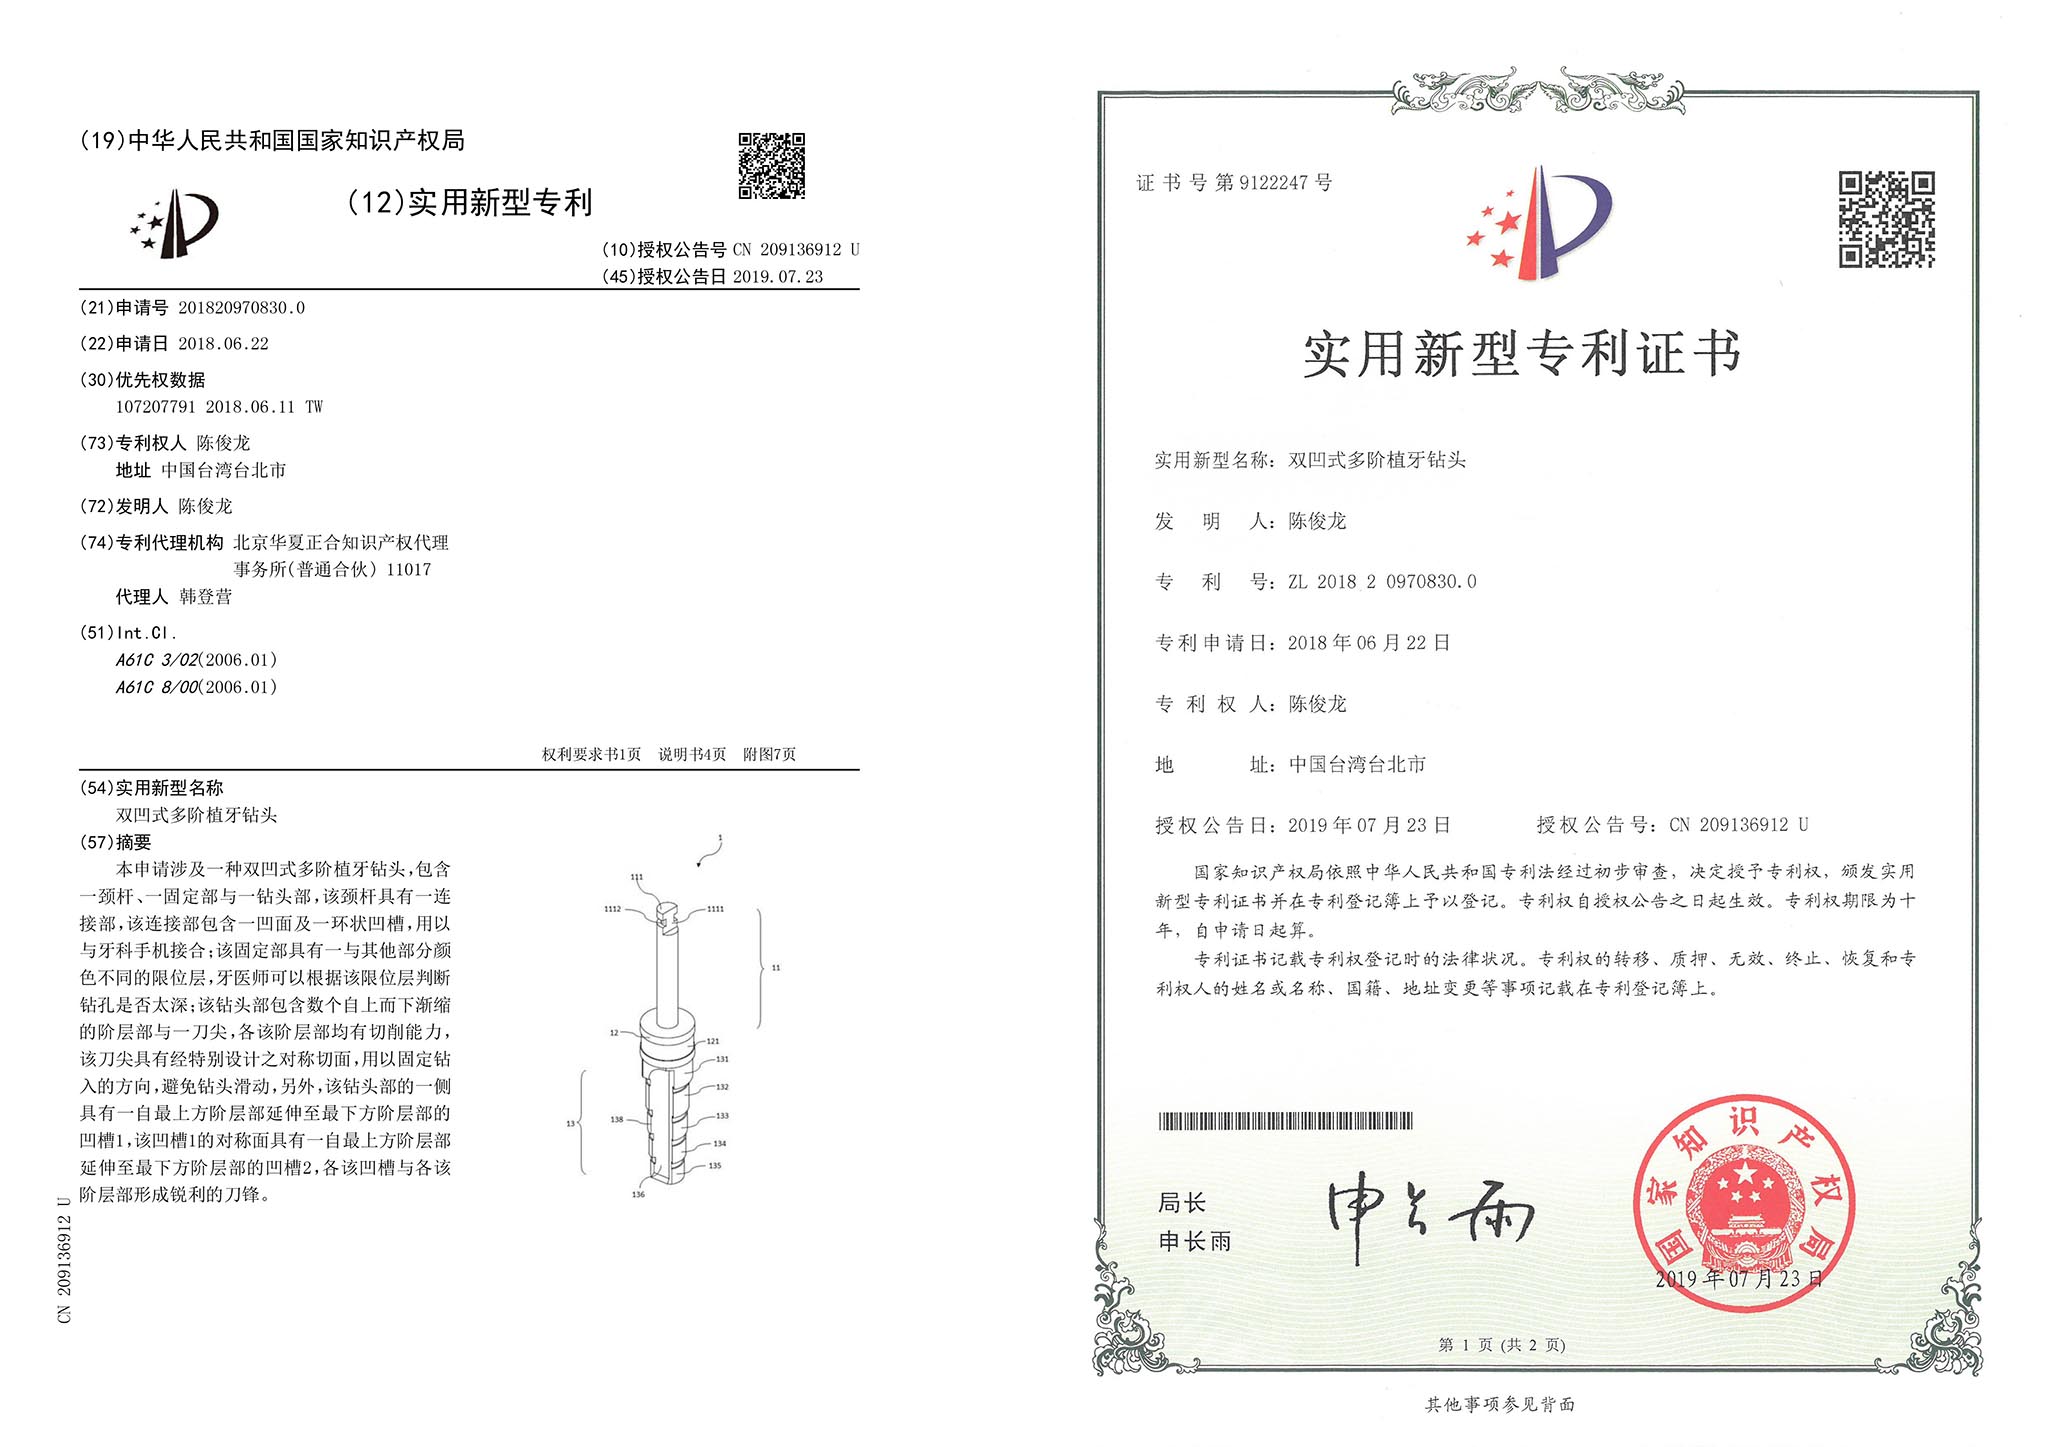 (19)中华人民共和国国家知识产权局
(12)实用新型专利
(10)授权公告号 CN 209136912 U
(45)授权公告日 2019.07.23
(21)申请号 201820970830.0
(22)申请日 2018.06.22
(30)优先权数据
107207791 2018.06.11 TW
(73)专利权人 陈俊龙
地址 中国台湾台北市
(72)发明人 陈俊龙
(74)专利代理机构 北京华夏正合知识产权代理
事务所(普通合伙) 11017
代理人 韩登营
(51)Int.Cl.
A61C 3/02(2006.01)
A61C 8/00(2006.01)
权利要求书1页 说明书4页 附图7页
(54)实用新型名称
双凹式多阶植牙钻头
(57)摘要
本申请涉及一种双凹式多阶植牙钻头,包含
一颈杆、一固定部与一钻头部,该颈杆具有一连
接部,该连接部包含一凹面及一环状凹槽,用以
与牙科手机接合;该固定部具有一与其他部分颜
色不同的限位层,牙医师可以根据该限位层判断
钻孔是否太深;该钻头部包含数个自上而下渐缩
的阶层部与一刀尖,各该阶层部均有切削能力,
该刀尖具有经特别设计之对称切面,用以固定钻
入的方向,避免钻头滑动,另外,该钻头部的一侧
具有一自最上方阶层部延伸至最下方阶层部的
凹槽1,该凹槽1的对称面具有一自最上方阶层部
延伸至最下方阶层部的凹槽2,各该凹槽与各该
阶层部形成锐利的刀锋。
1
111
1112
1111
11
12
121
131
132
138
133
13
134
135
136
CN 209136912 U
证书号第9122247号
实用新型专利证书
实用新型名称：双凹式多阶植牙钻头
发明人：陈俊龙
专利号：ZL 2018 2 0970830.0
专利申请日：2018年06月22日
专利权人：陈俊龙
地址：中国台湾台北市
授权公告日：2019年07月23日 授权公告号：CN 209136912 U
国家知识产权局依照中华人民共和国专利法经过初步审查，决定授予专利权，颁发实用
新型专利证书并在专利登记簿上予以登记。专利权自授权公告之日起生效。专利权期限为十
年，自申请日起算。
专利证书记载专利权登记时的法律状况。专利权的转移、质押、无效、终止、恢复和专
利权人的姓名或名称、国籍、地址变更等事项记载在专利登记簿上。
局长
申长雨
申长雨
国家知识产权局
2019年07月23日
第 1 页 (共 2 页)
其他事项参见背面